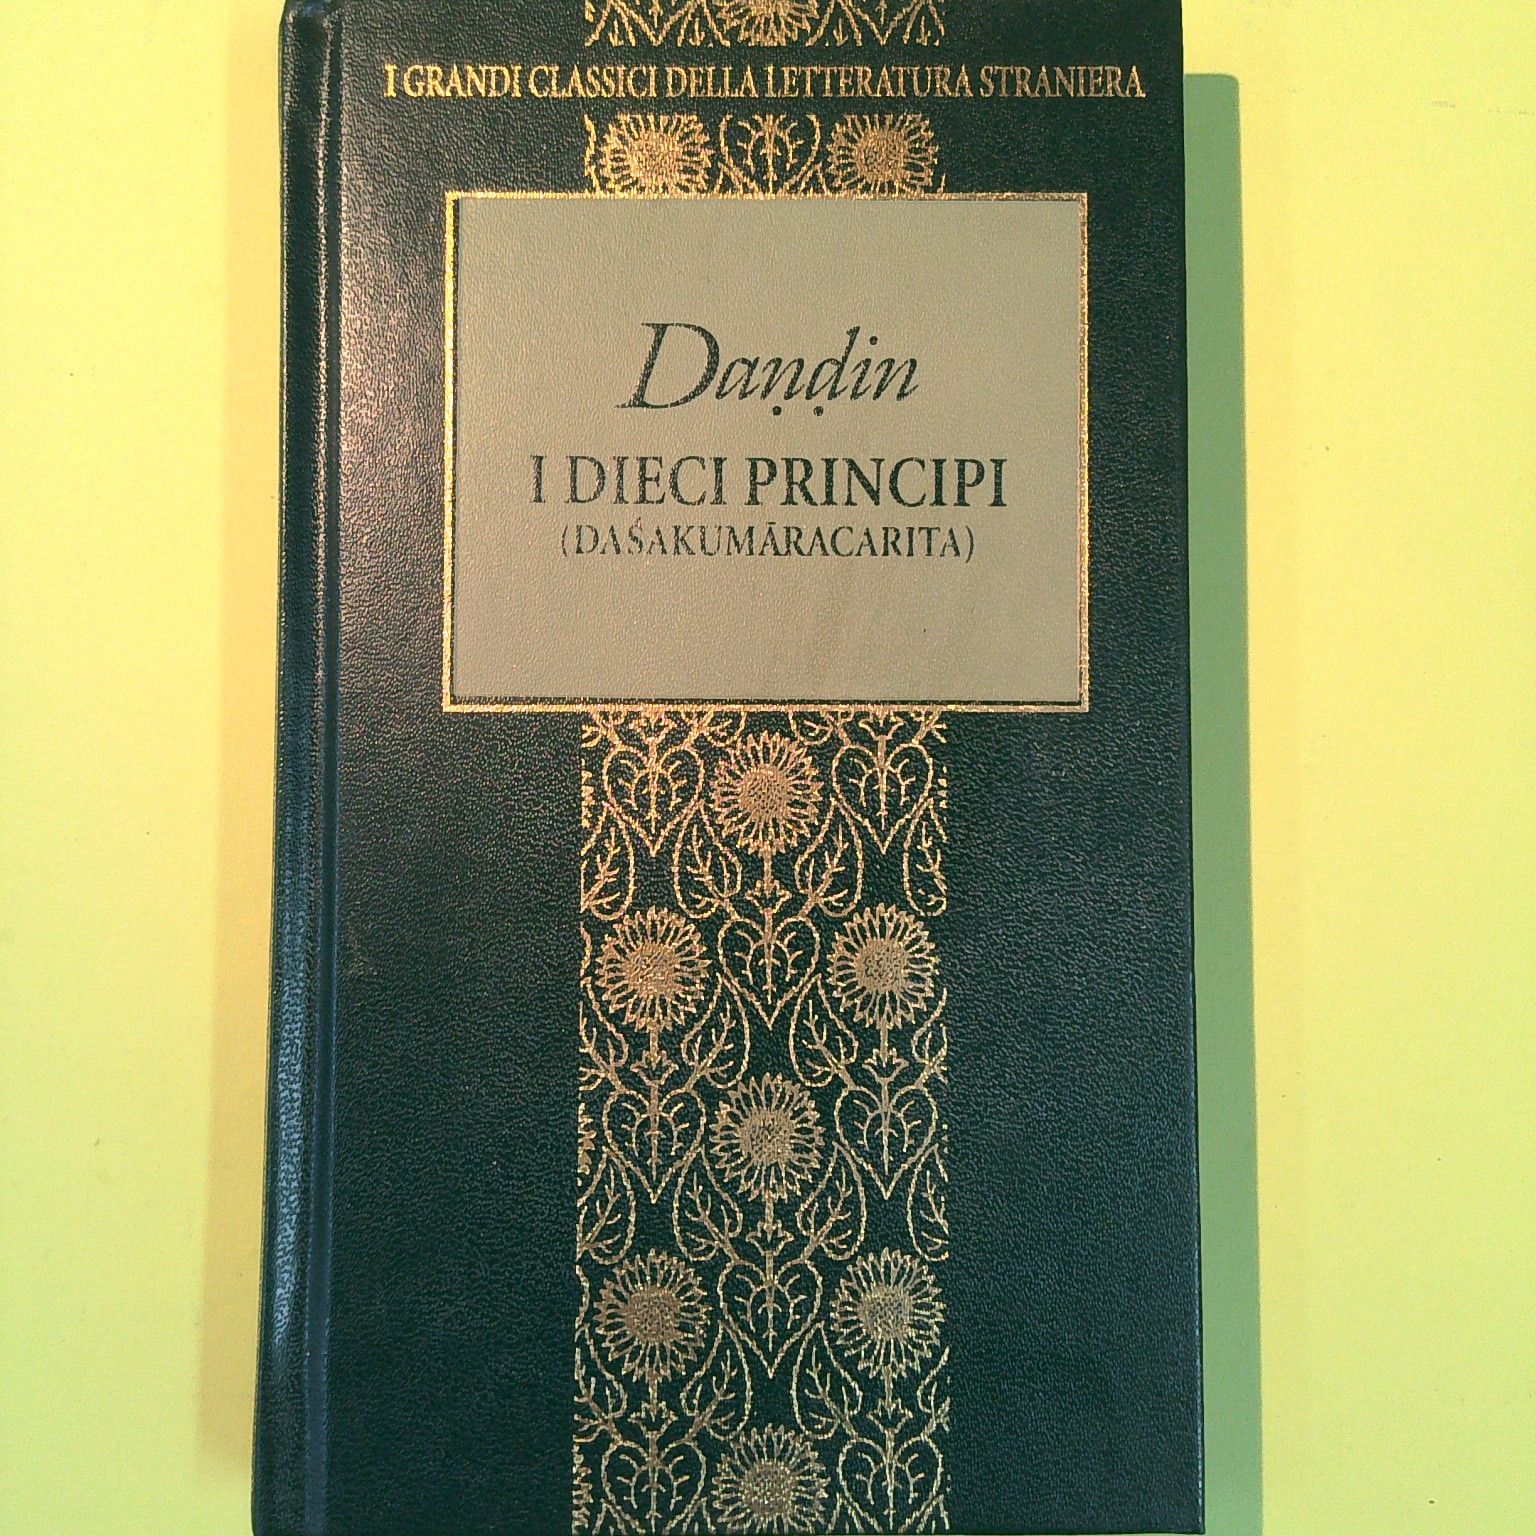 I GRANDI CLASSICI DELLA LETTERATURA STRANIERA
Daṇḍin
I DIECI PRINCIPI
(DAŚAKUMĀRACARITA)